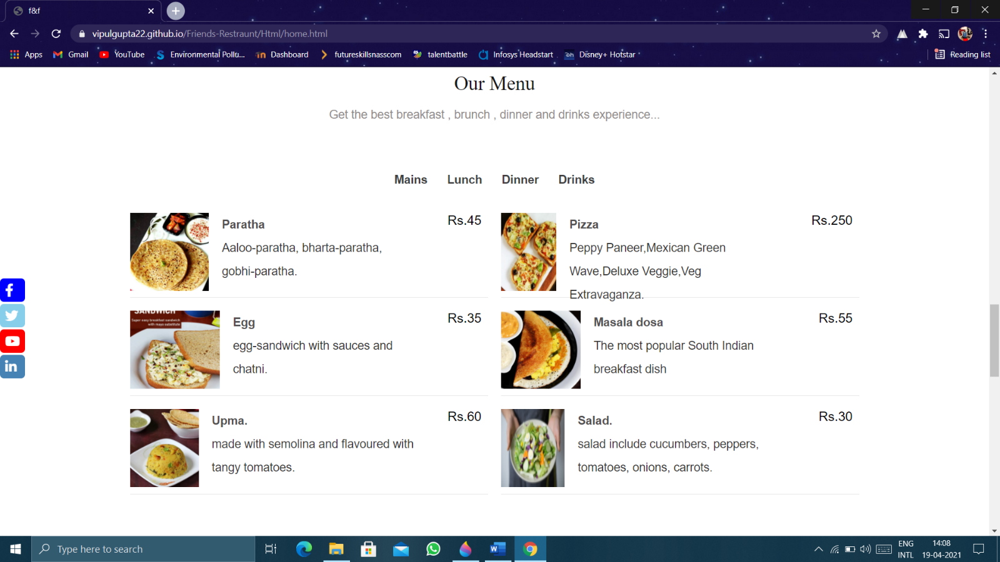 f&f
vipulgupta22.github.io/Friends-Restraunt/Html/home.html
Apps Gmail YouTube Environmental Pollu... Dashboard futureskillsnasscom talentbattle Infosys Headstart Disney+ Hotstar Reading list
Our Menu
Get the best breakfast , brunch , dinner and drinks experience...
Mains Lunch Dinner Drinks
Paratha Rs.45
Aaloo-paratha, bharta-paratha,
gobhi-paratha.
Pizza Rs.250
Peppy Paneer,Mexican Green
Wave,Deluxe Veggie,Veg
Extravaganza.
SANDWICH
Super easy breakfast sandwich
with mayo substitute
Egg Rs.35
egg-sandwich with sauces and
chatni.
Masala dosa Rs.55
The most popular South Indian
breakfast dish
Upma. Rs.60
made with semolina and flavoured with
tangy tomatoes.
Salad. Rs.30
salad include cucumbers, peppers,
tomatoes, onions, carrots.
Type here to search
ENG
INTL
14:08
19-04-2021